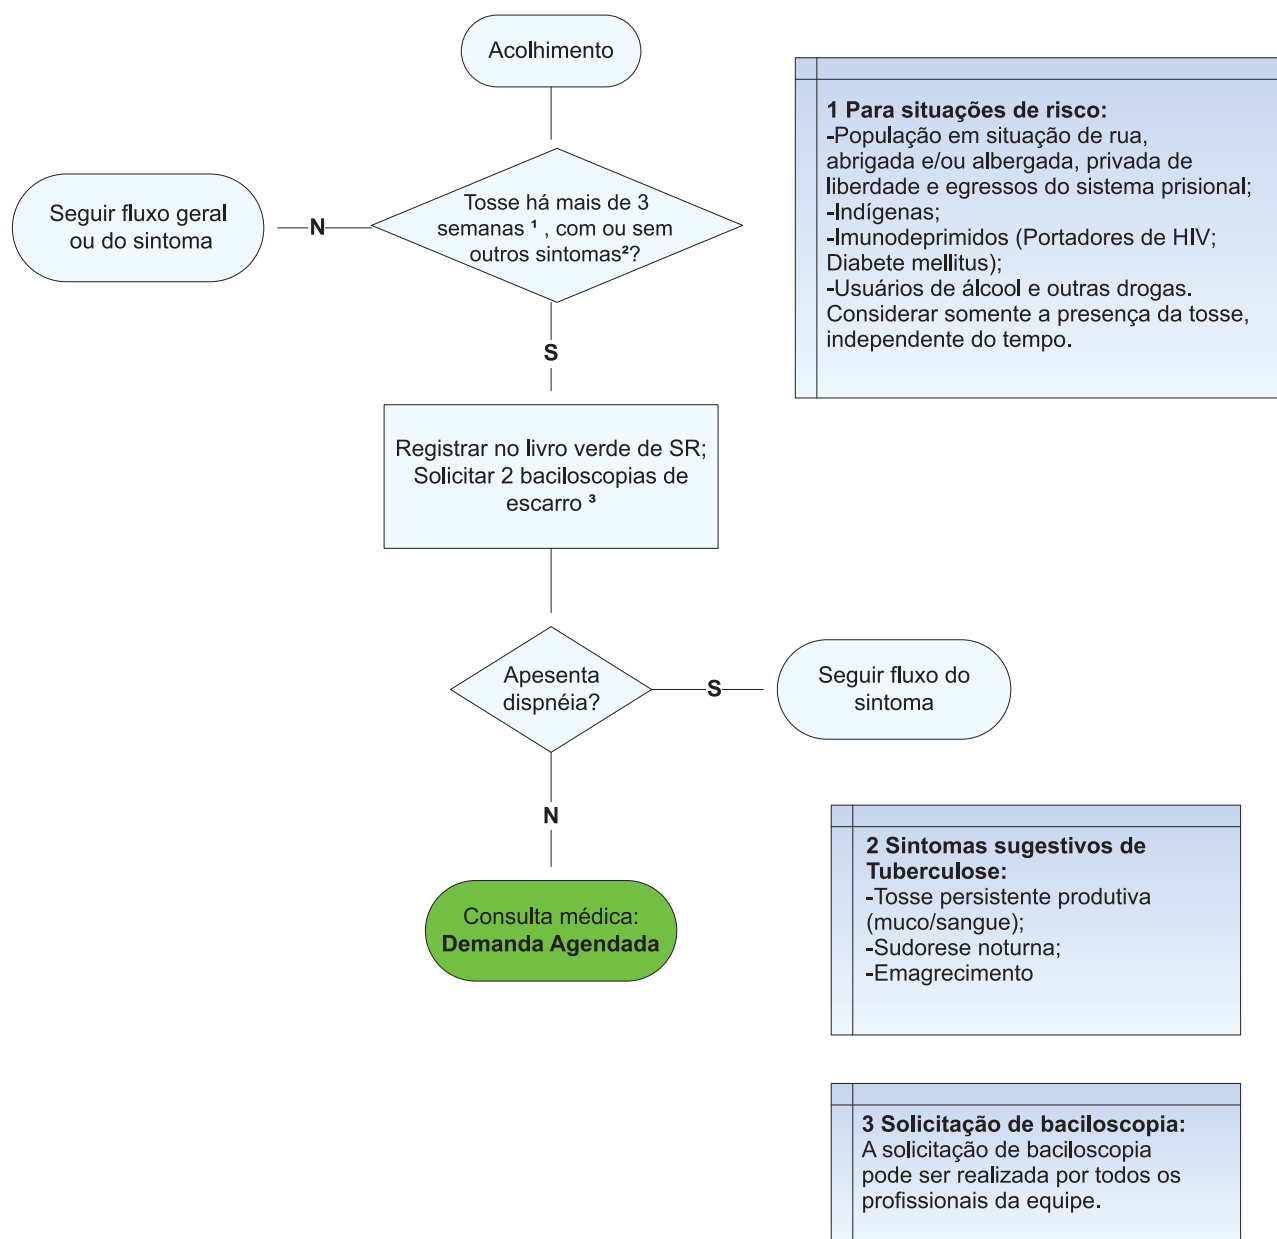 Acolhimento
Tosse há mais de 3
semanas ¹ , com ou sem
outros sintomas²?
N
Seguir fluxo geral
ou do sintoma
S
Registrar no livro verde de SR;
Solicitar 2 baciloscopias de
escarro ³
Apesenta
dispnéia?
S
Seguir fluxo do
sintoma
N
Consulta médica:
Demanda Agendada
1 Para situações de risco:
-População em situação de rua,
abrigada e/ou albergada, privada de
liberdade e egressos do sistema prisional;
-Indígenas;
-Imunodeprimidos (Portadores de HIV;
Diabete mellitus);
-Usuários de álcool e outras drogas.
Considerar somente a presença da tosse,
independente do tempo.
2 Sintomas sugestivos de
Tuberculose:
-Tosse persistente produtiva
(muco/sangue);
-Sudorese noturna;
-Emagrecimento
3 Solicitação de baciloscopia:
A solicitação de baciloscopia
pode ser realizada por todos os
profissionais da equipe.